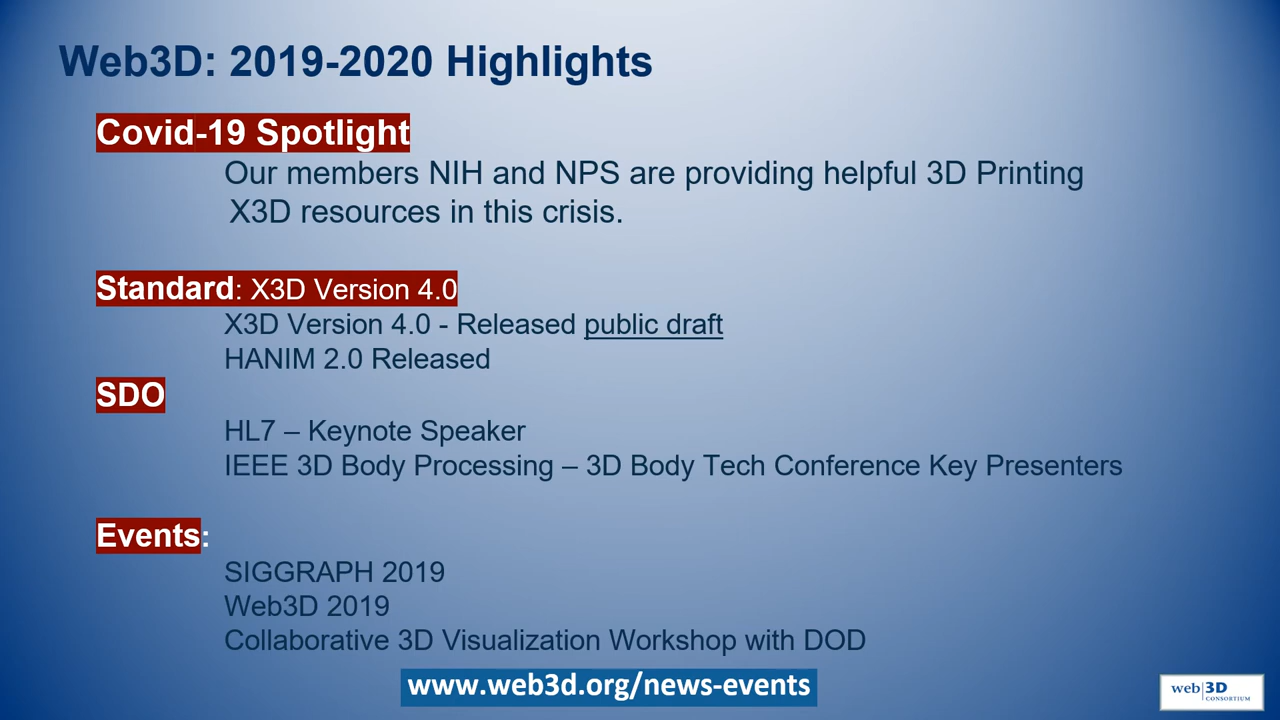 Web3D: 2019-2020 Highlights
Covid-19 Spotlight
Our members NIH and NPS are providing helpful 3D Printing
X3D resources in this crisis.
Standard: X3D Version 4.0
X3D Version 4.0 - Released public draft
HANIM 2.0 Released
SDO
HL7 – Keynote Speaker
IEEE 3D Body Processing – 3D Body Tech Conference Key Presenters
Events:
SIGGRAPH 2019
Web3D 2019
Collaborative 3D Visualization Workshop with DOD
www.web3d.org/news-events
web|3D
CONSORTIUM